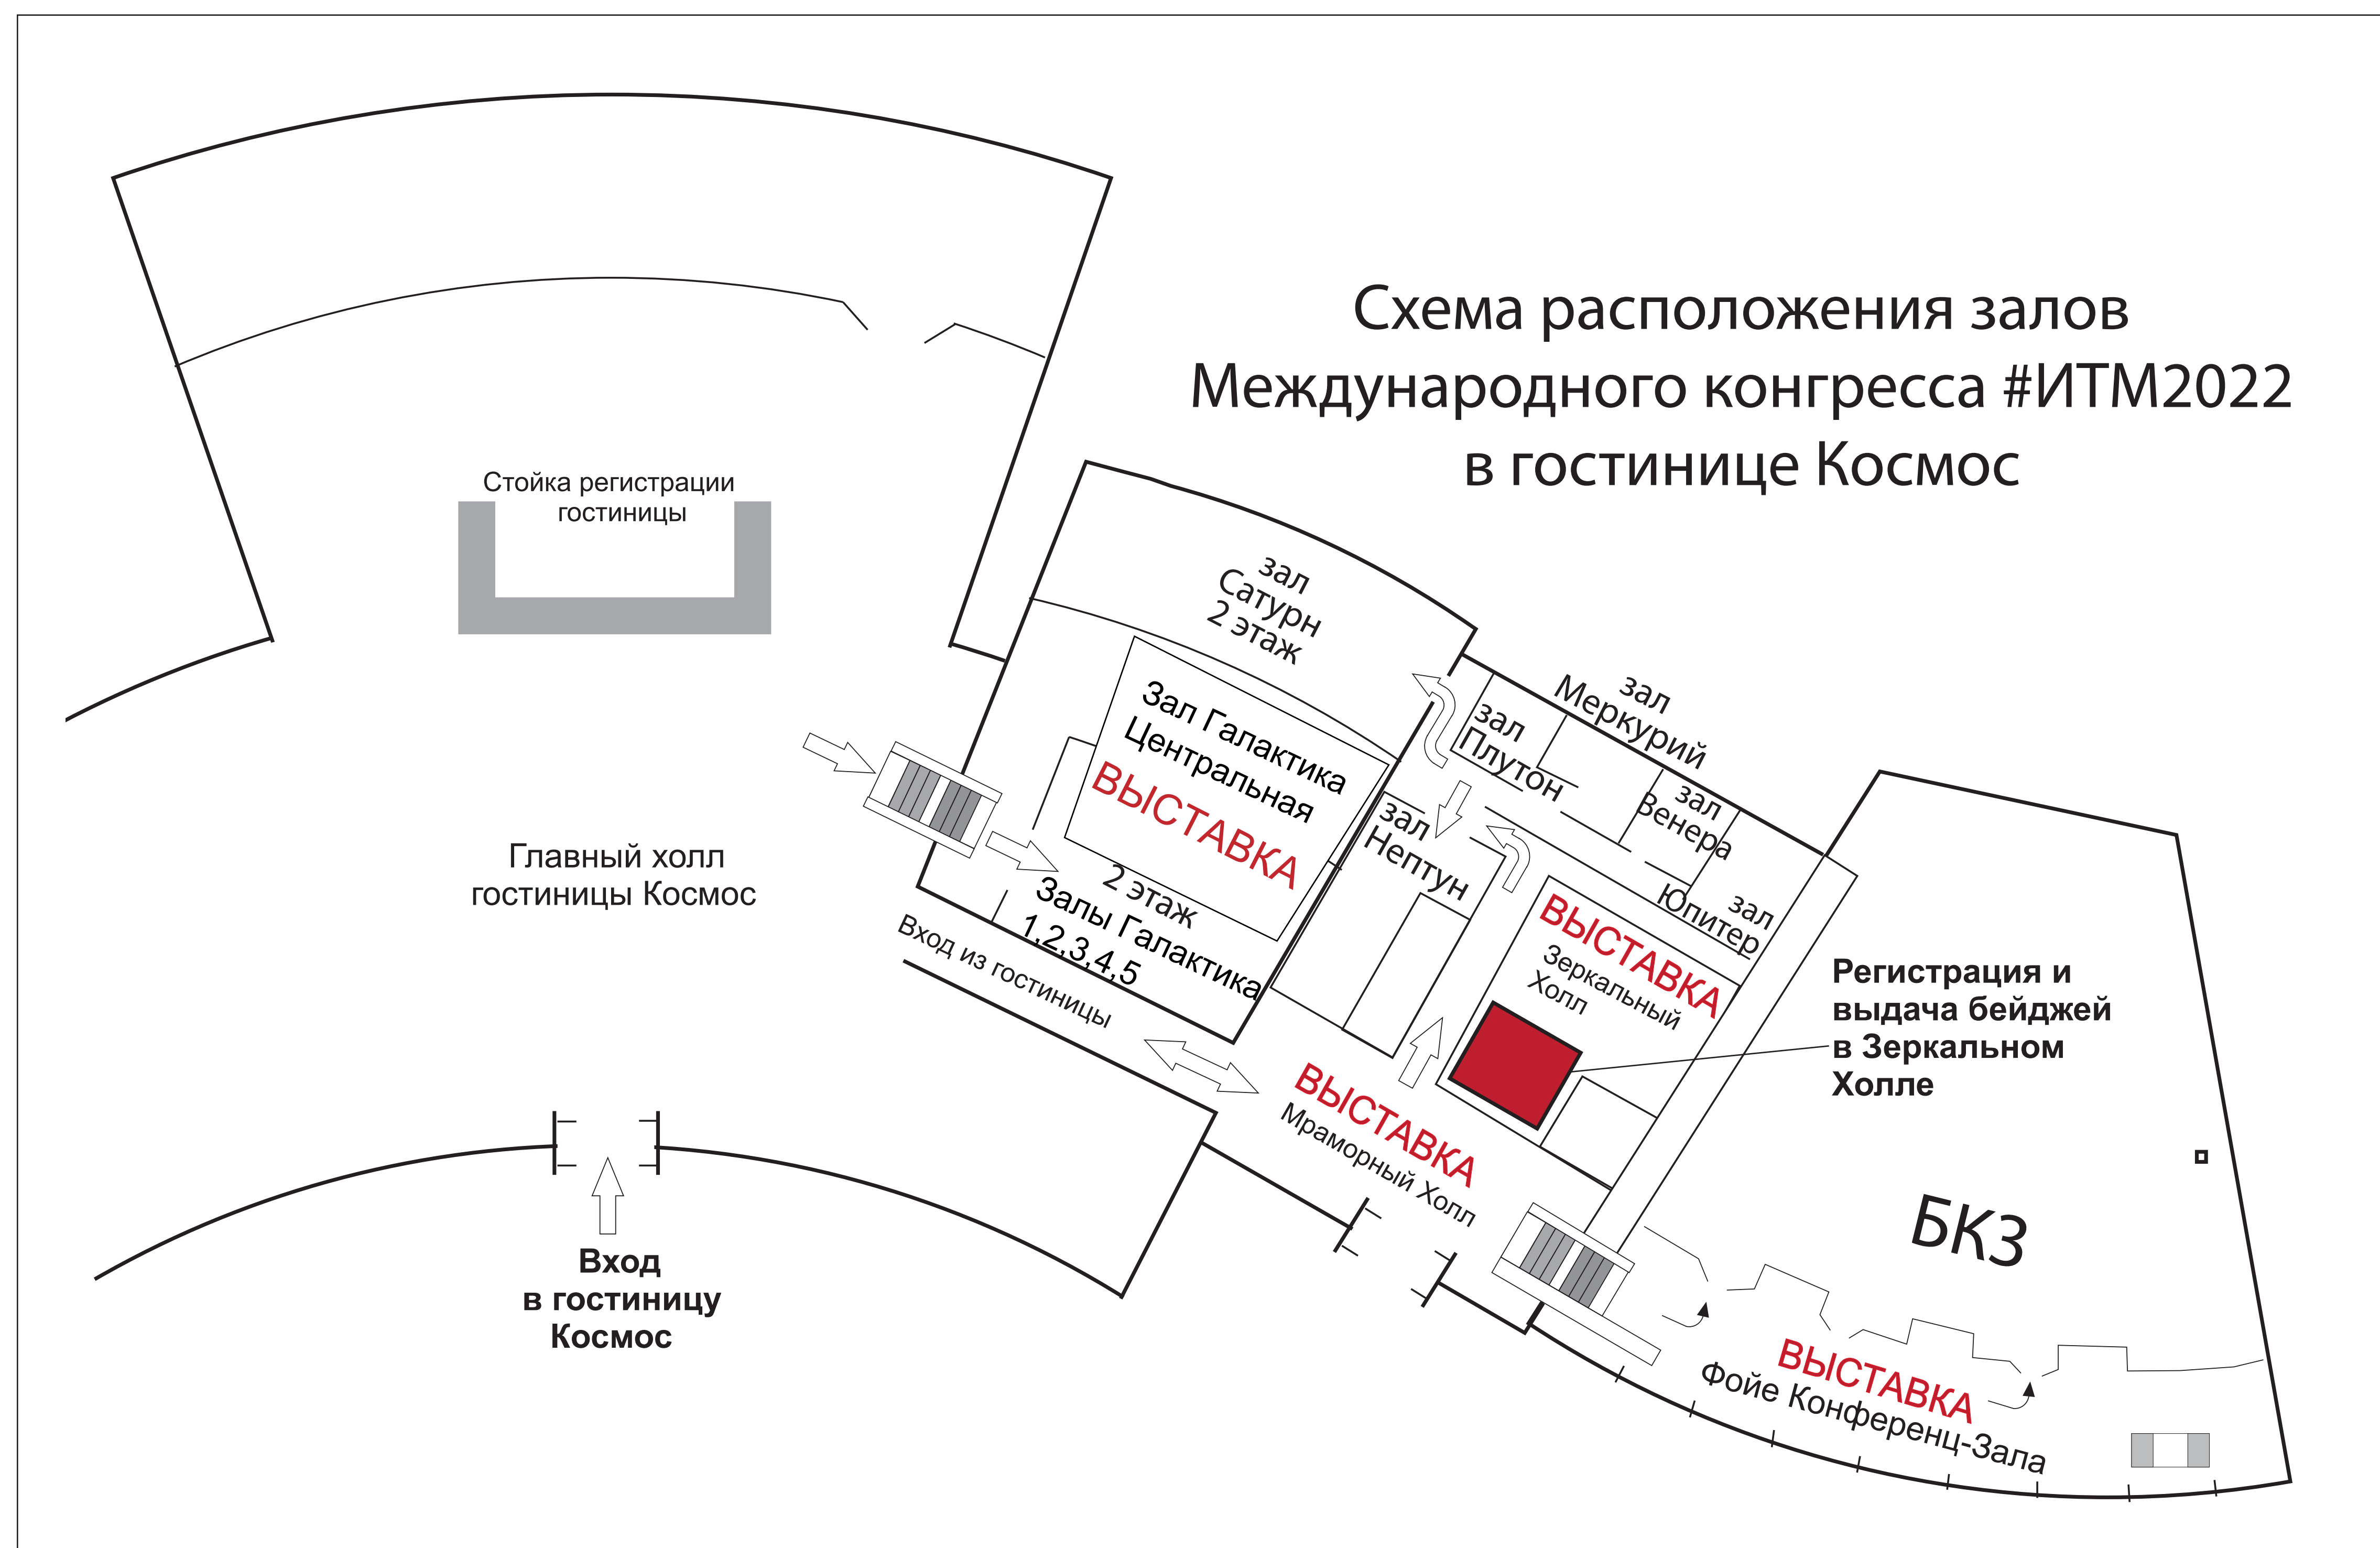 Схема расположения залов
Международного конгресса #ИТМ2022
в гостинице Космос
Стойка регистрации
гостиницы
зал
Сатурн
2 этаж
Зал Галактика
Центральная
ВЫСТАВКА
2 этаж
Залы Галактика
1,2,3,4,5
Вход из гостиницы
зал
Плутон
зал
Меркурий
зал
Венера
зал
Юпитер
зал
Нептун
Главный холл
гостиницы Космос
ВЫСТАВКА
Зеркальный
Холл
Регистрация и
выдача бейджей
в Зеркальном
Холле
ВЫСТАВКА
Мраморный Холл
Вход
в гостиницу
Космос
БКЗ
ВЫСТАВКА
Фойе Конференц-Зала